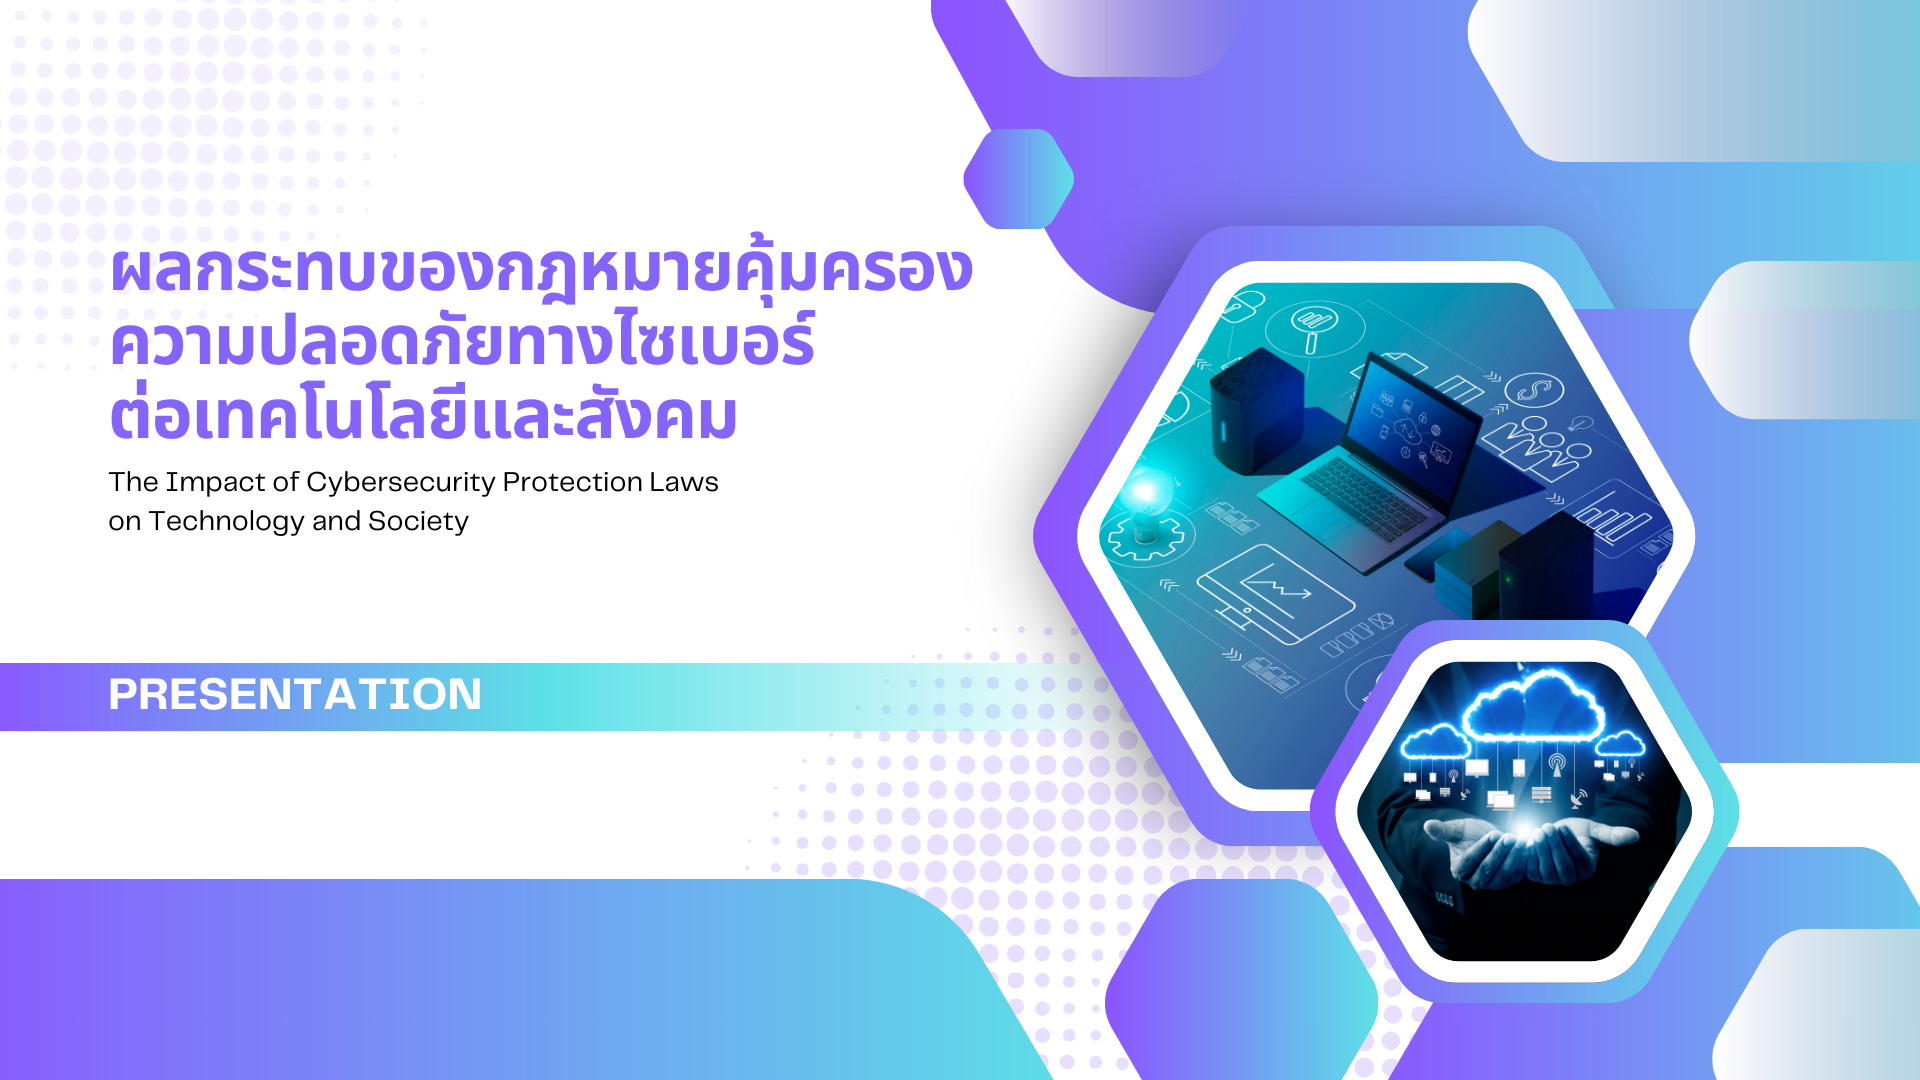 ผลกระทบของกฎหมายคุ้มครอง
ความปลอดภัยทางไซเบอร์
ต่อเทคโนโลยีและสังคม
The Impact of Cybersecurity Protection Laws
on Technology and Society
PRESENTATION